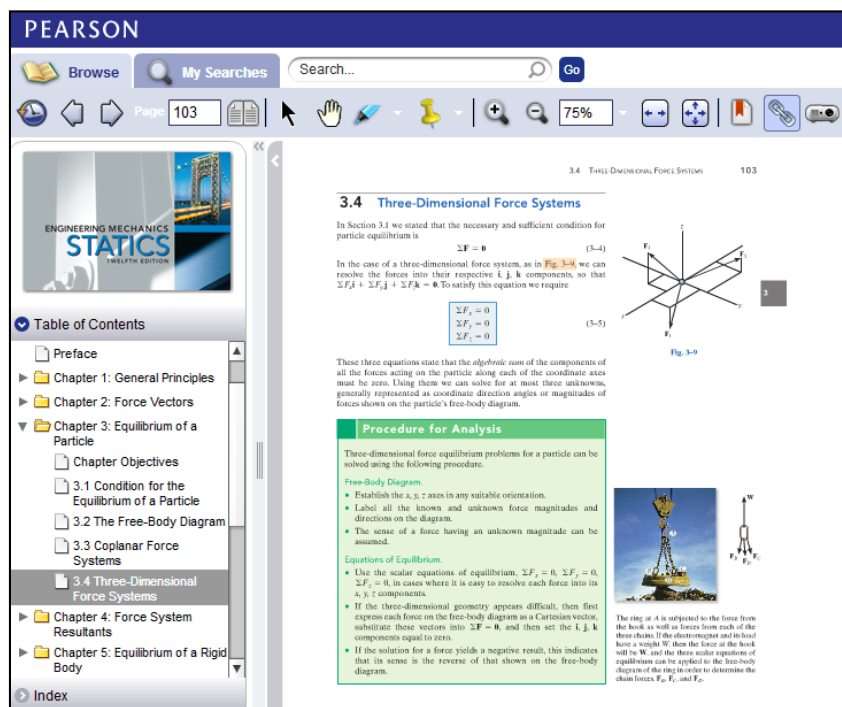 PEARSON
Browse
My Searches
Search...
Go
Page
103
75%
ENGINEERING MECHANICS
STATICS
TWELFTH EDITION
Table of Contents
Preface
Chapter 1: General Principles
Chapter 2: Force Vectors
Chapter 3: Equilibrium of a
Particle
Chapter Objectives
3.1 Condition for the
Equilibrium of a Particle
3.2 The Free-Body Diagram
3.3 Coplanar Force
Systems
3.4 Three-Dimensional
Force Systems
Chapter 4: Force System
Resultants
Chapter 5: Equilibrium of a Rigid
Body
Index
3.4 THREE-DIMENSIONAL FORCE SYSTEMS 103
3.4 Three-Dimensional Force Systems
In Section 3.1 we stated that the necessary and sufficient condition for
particle equilibrium is
ΣF = 0 (3–4)
In the case of a three-dimensional force system, as in Fig. 3–9, we can
resolve the forces into their respective i, j, k components, so that
ΣFₓi + ΣFᵧj + ΣF_zk = 0. To satisfy this equation we require
ΣFₓ = 0
ΣFᵧ = 0
ΣF_z = 0
(3–5)
These three equations state that the algebraic sum of the components of
all the forces acting on the particle along each of the coordinate axes
must be zero. Using them we can solve for at most three unknowns,
generally represented as coordinate direction angles or magnitudes of
forces shown on the particle's free-body diagram.
z
F₂
x
y
F₁
Fig. 3–9
3
Procedure for Analysis
Three-dimensional force equilibrium problems for a particle can be
solved using the following procedure.
Free-Body Diagram.
• Establish the x, y, z axes in any suitable orientation.
• Label all the known and unknown force magnitudes and
directions on the diagram.
• The sense of a force having an unknown magnitude can be
assumed.
Equations of Equilibrium.
• Use the scalar equations of equilibrium, ΣFₓ = 0, ΣFᵧ = 0,
ΣF_z = 0, in cases where it is easy to resolve each force into its
x, y, z components.
• If the three-dimensional geometry appears difficult, then first
express each force on the free-body diagram as a Cartesian vector,
substitute these vectors into ΣF = 0, and then set the i, j, k
components equal to zero.
• If the solution for a force yields a negative result, this indicates
that its sense is the reverse of that shown on the free-body
diagram.
W
F_B
F_C
F_D
The ring at A is subjected to the force from
the hook as well as forces from each of the
three chains. If the electromagnet and its load
have a weight W, then the force at the hook
will be W, and the three scalar equations of
equilibrium can be applied to the free-body
diagram of the ring in order to determine the
chain forces, F_B, F_C, and F_D.